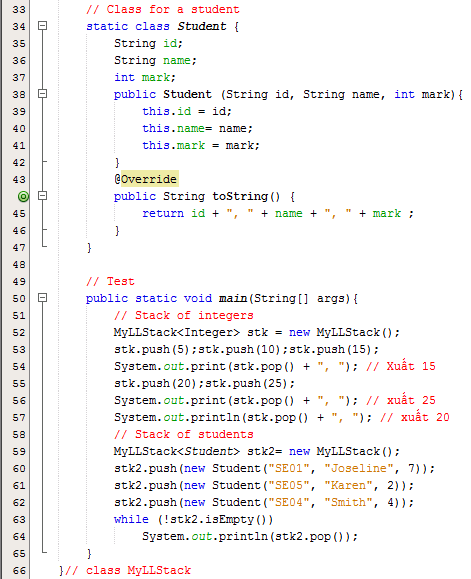 33 // Class for a student
34 static class Student {
35 String id;
36 String name;
37 int mark;
38 public Student (String id, String name, int mark){
39 this.id = id;
40 this.name= name;
41 this.mark = mark;
42 }
43 @Override
public String toString() {
45 return id + ", " + name + ", " + mark ;
46 }
47 }
48
49 // Test
50 public static void main(String[] args){
51 // Stack of integers
52 MyLLStack<Integer> stk = new MyLLStack();
53 stk.push(5);stk.push(10);stk.push(15);
54 System.out.print(stk.pop() + ", "); // Xuất 15
55 stk.push(20);stk.push(25);
56 System.out.print(stk.pop() + ", "); // xuất 25
57 System.out.println(stk.pop() + ", "); // xuất 20
58 // Stack of students
59 MyLLStack<Student> stk2= new MyLLStack();
60 stk2.push(new Student("SE01", "Joseline", 7));
61 stk2.push(new Student("SE05", "Karen", 2));
62 stk2.push(new Student("SE04", "Smith", 4));
63 while (!stk2.isEmpty())
64 System.out.println(stk2.pop());
65 }
66 }// class MyLLStack